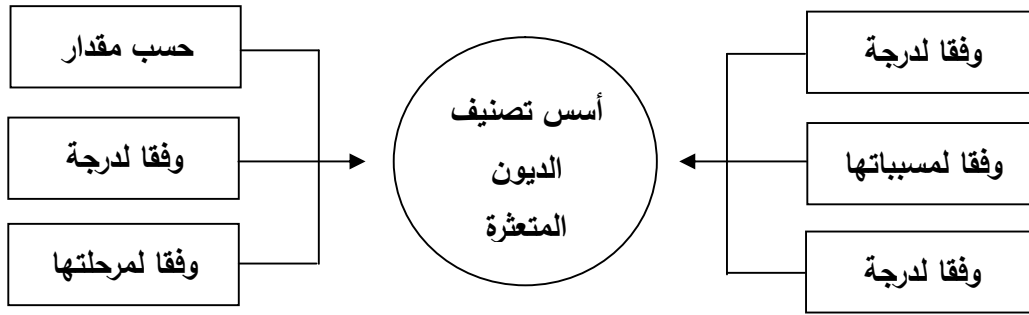 وفقا لدرجة
وفقا لمسبباتها
وفقا لدرجة
أسس تصنيف
الديون
المتعثرة
حسب مقدار
وفقا لدرجة
وفقا لمرحلتها